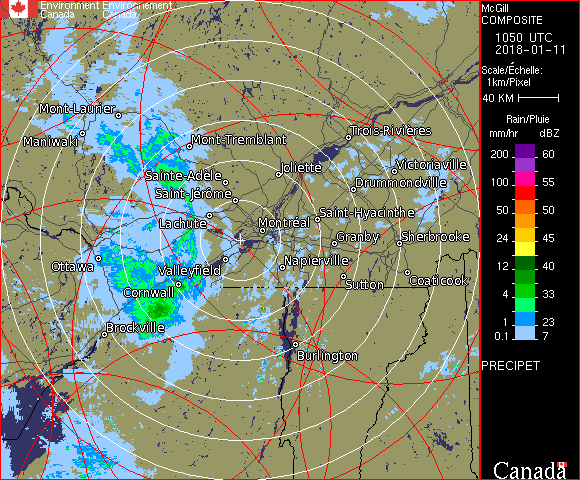 Environment Environnement
Canada Canada
McGill
COMPOSITE
1050 UTC
2018-01-11
Scale/Échelle:
1km/Pixel
40 KM
Rain/Pluie
mm/hr dBZ
200 60
100 55
50 50
24 45
12 40
4 33
1 23
0.1 7
PRECIPET
Canada
Mont-Laurier
Maniwaki
Mont-Tremblant
Trois-Rivières
Sainte-Adèle
Joliette
Victoriaville
Saint-Jérôme
Drummondville
Lachute
Montréal
Saint-Hyacinthe
Granby
Sherbrooke
Ottawa
Valleyfield
Napierville
Cornwall
Sutton
Coaticook
Brockville
Burlington